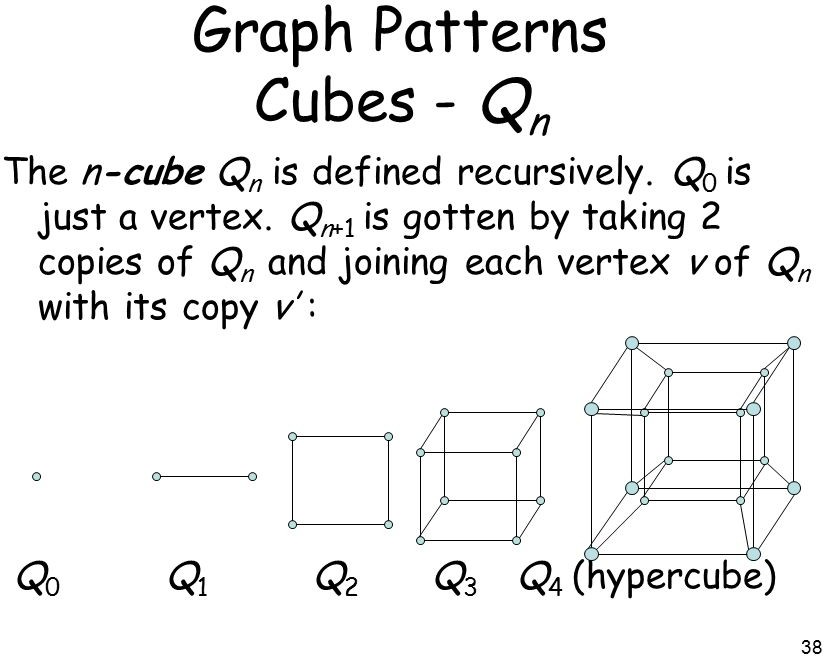 Graph Patterns
Cubes - Qn
The n-cube Qn is defined recursively. Q0 is
just a vertex. Qn+1 is gotten by taking 2
copies of Qn and joining each vertex v of Qn
with its copy v':
Q0 Q1 Q2 Q3 Q4 (hypercube)
38